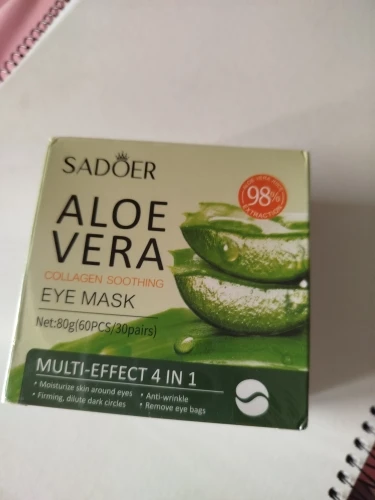 SADOER
ALOE
VERA
COLLAGEN SOOTHING
EYE MASK
Net:80g(60PCS/30pairs)
98%
EXTRACTION
MULTI-EFFECT 4 IN 1
• Moisturize skin around eyes • Anti-wrinkle
• Firming, dilute dark circles • Remove eye bags